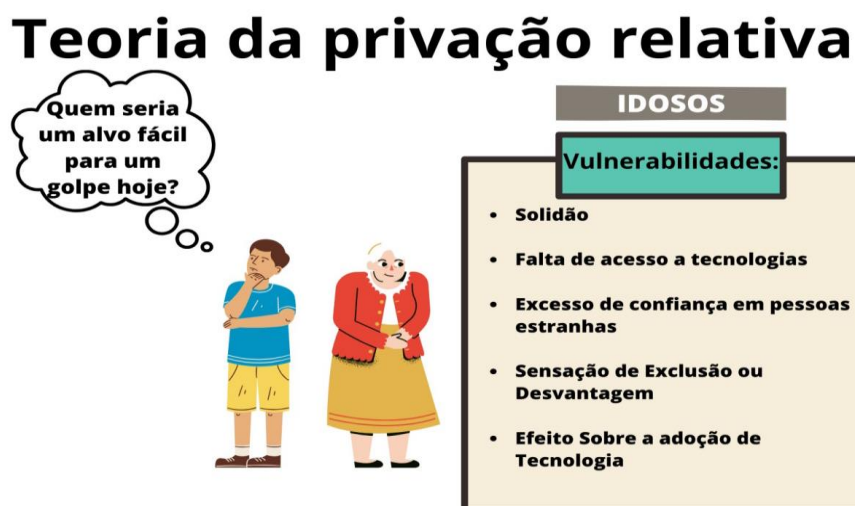 Teoria da privação relativa
Quem seria
um alvo fácil
para um
golpe hoje?
IDOSOS
Vulnerabilidades:
• Solidão
• Falta de acesso a tecnologias
• Excesso de confiança em pessoas
estranhas
• Sensação de Exclusão ou
Desvantagem
• Efeito Sobre a adoção de
Tecnologia